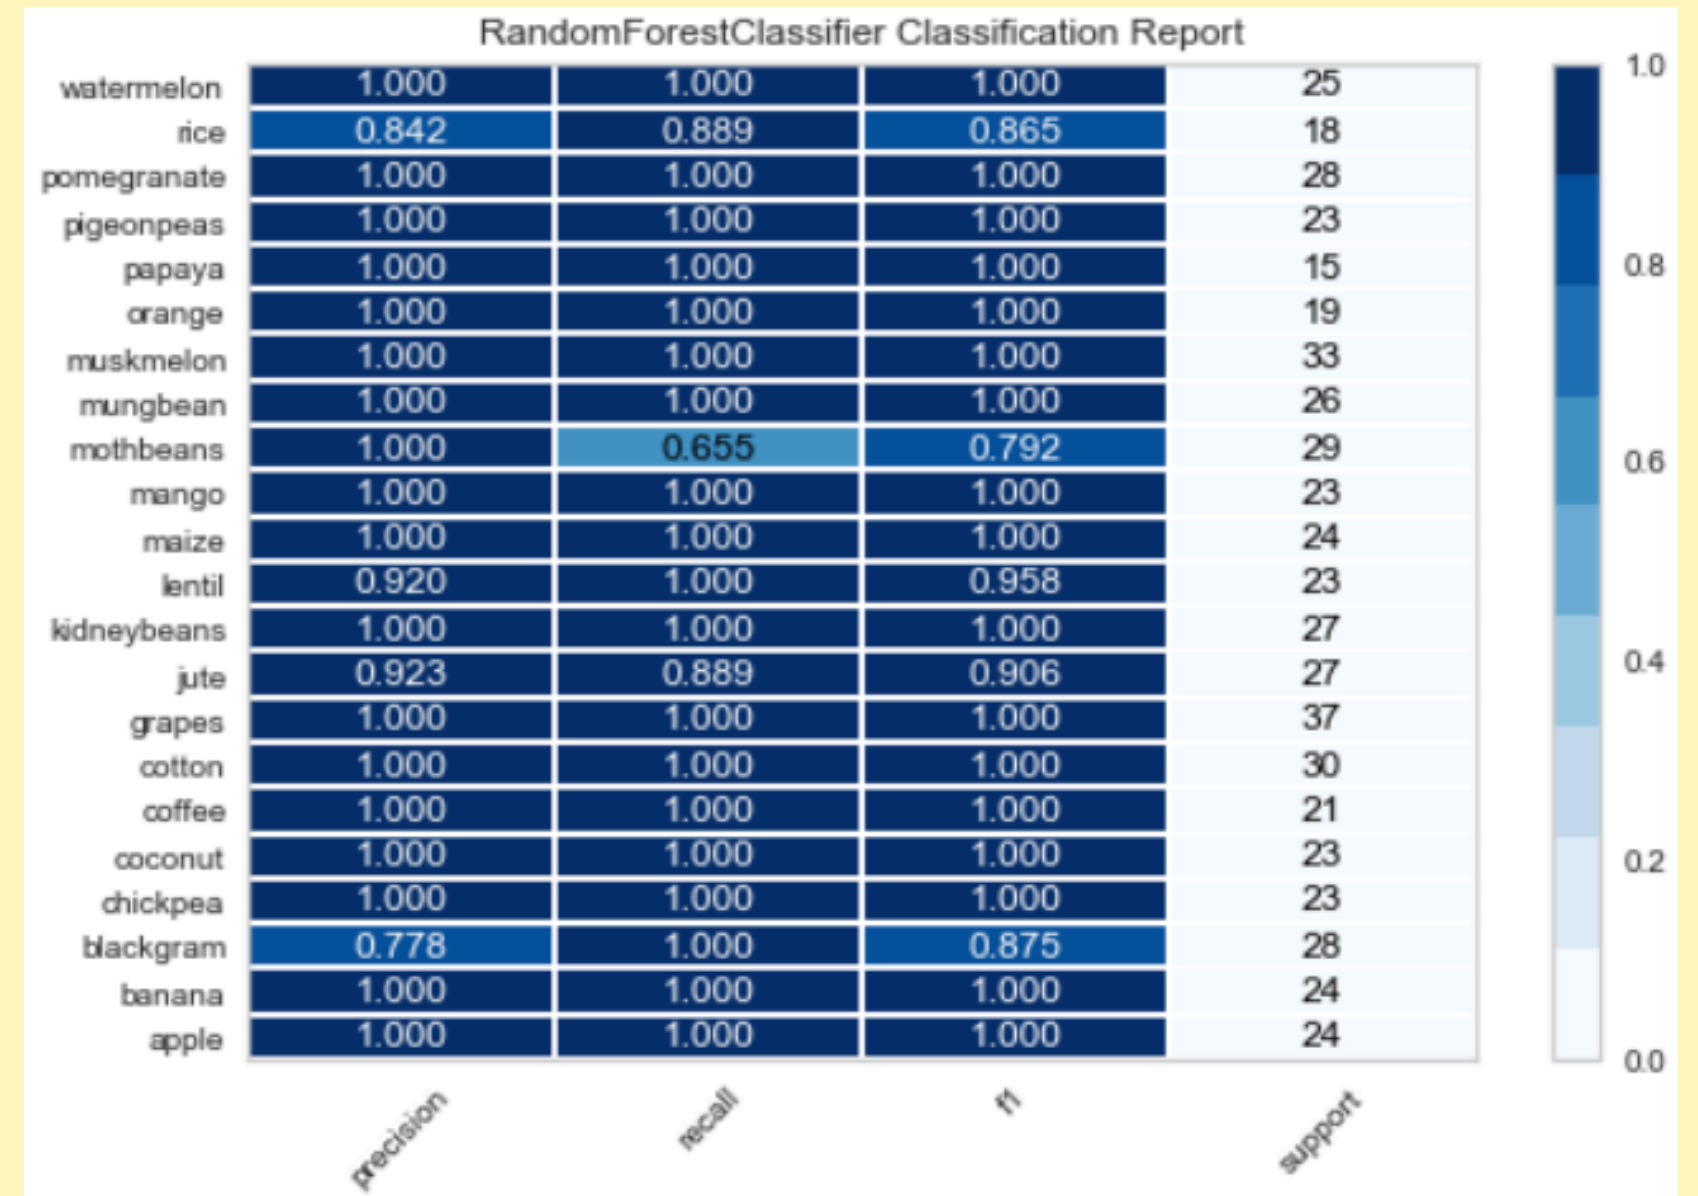 RandomForestClassifier Classification Report
watermelon 1.000 1.000 1.000 25
rice 0.842 0.889 0.865 18
pomegranate 1.000 1.000 1.000 28
pigeonpeas 1.000 1.000 1.000 23
papaya 1.000 1.000 1.000 15
orange 1.000 1.000 1.000 19
muskmelon 1.000 1.000 1.000 33
mungbean 1.000 1.000 1.000 26
mothbeans 1.000 0.655 0.792 29
mango 1.000 1.000 1.000 23
maize 1.000 1.000 1.000 24
lentil 0.920 1.000 0.958 23
kidneybeans 1.000 1.000 1.000 27
jute 0.923 0.889 0.906 27
grapes 1.000 1.000 1.000 37
cotton 1.000 1.000 1.000 30
coffee 1.000 1.000 1.000 21
coconut 1.000 1.000 1.000 23
chickpea 1.000 1.000 1.000 23
blackgram 0.778 1.000 0.875 28
banana 1.000 1.000 1.000 24
apple 1.000 1.000 1.000 24
precision recall f1 support
1.0
0.8
0.6
0.4
0.2
0.0